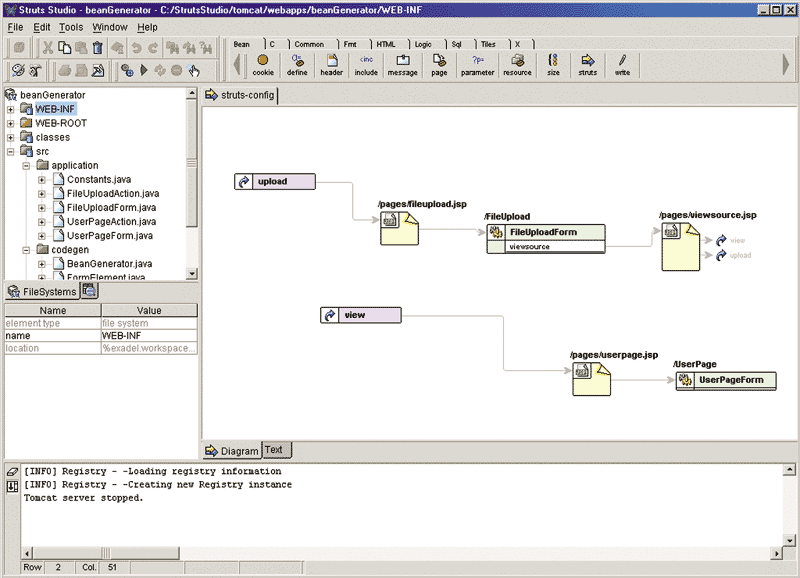 Struts Studio - beanGenerator - C:/StrutsStudio/tomcat/webapps/beanGenerator/WEB-INF
File Edit Tools Window Help
Bean C Common Fmt HTML Logic Sql Tiles X
cookie define header include message page parameter resource size struts write
beanGenerator
WEB-INF
WEB-ROOT
classes
src
application
Constants.java
FileUploadAction.java
FileUploadForm.java
UserPageAction.java
UserPageForm.java
codegen
BeanGenerator.java
FormElement.java
FileSystems
Name Value
element type file system
name WEB-INF
location %exadel.workspace...
struts-config
upload
/pages/fileupload.jsp
/FileUpload
FileUploadForm
viewsource
/pages/viewsource.jsp
view
upload
view
/pages/userpage.jsp
/UserPage
UserPageForm
Diagram Text
[INFO] Registry - -Loading registry information
[INFO] Registry - -Creating new Registry instance
Tomcat server stopped.
Row 2 Col. 51